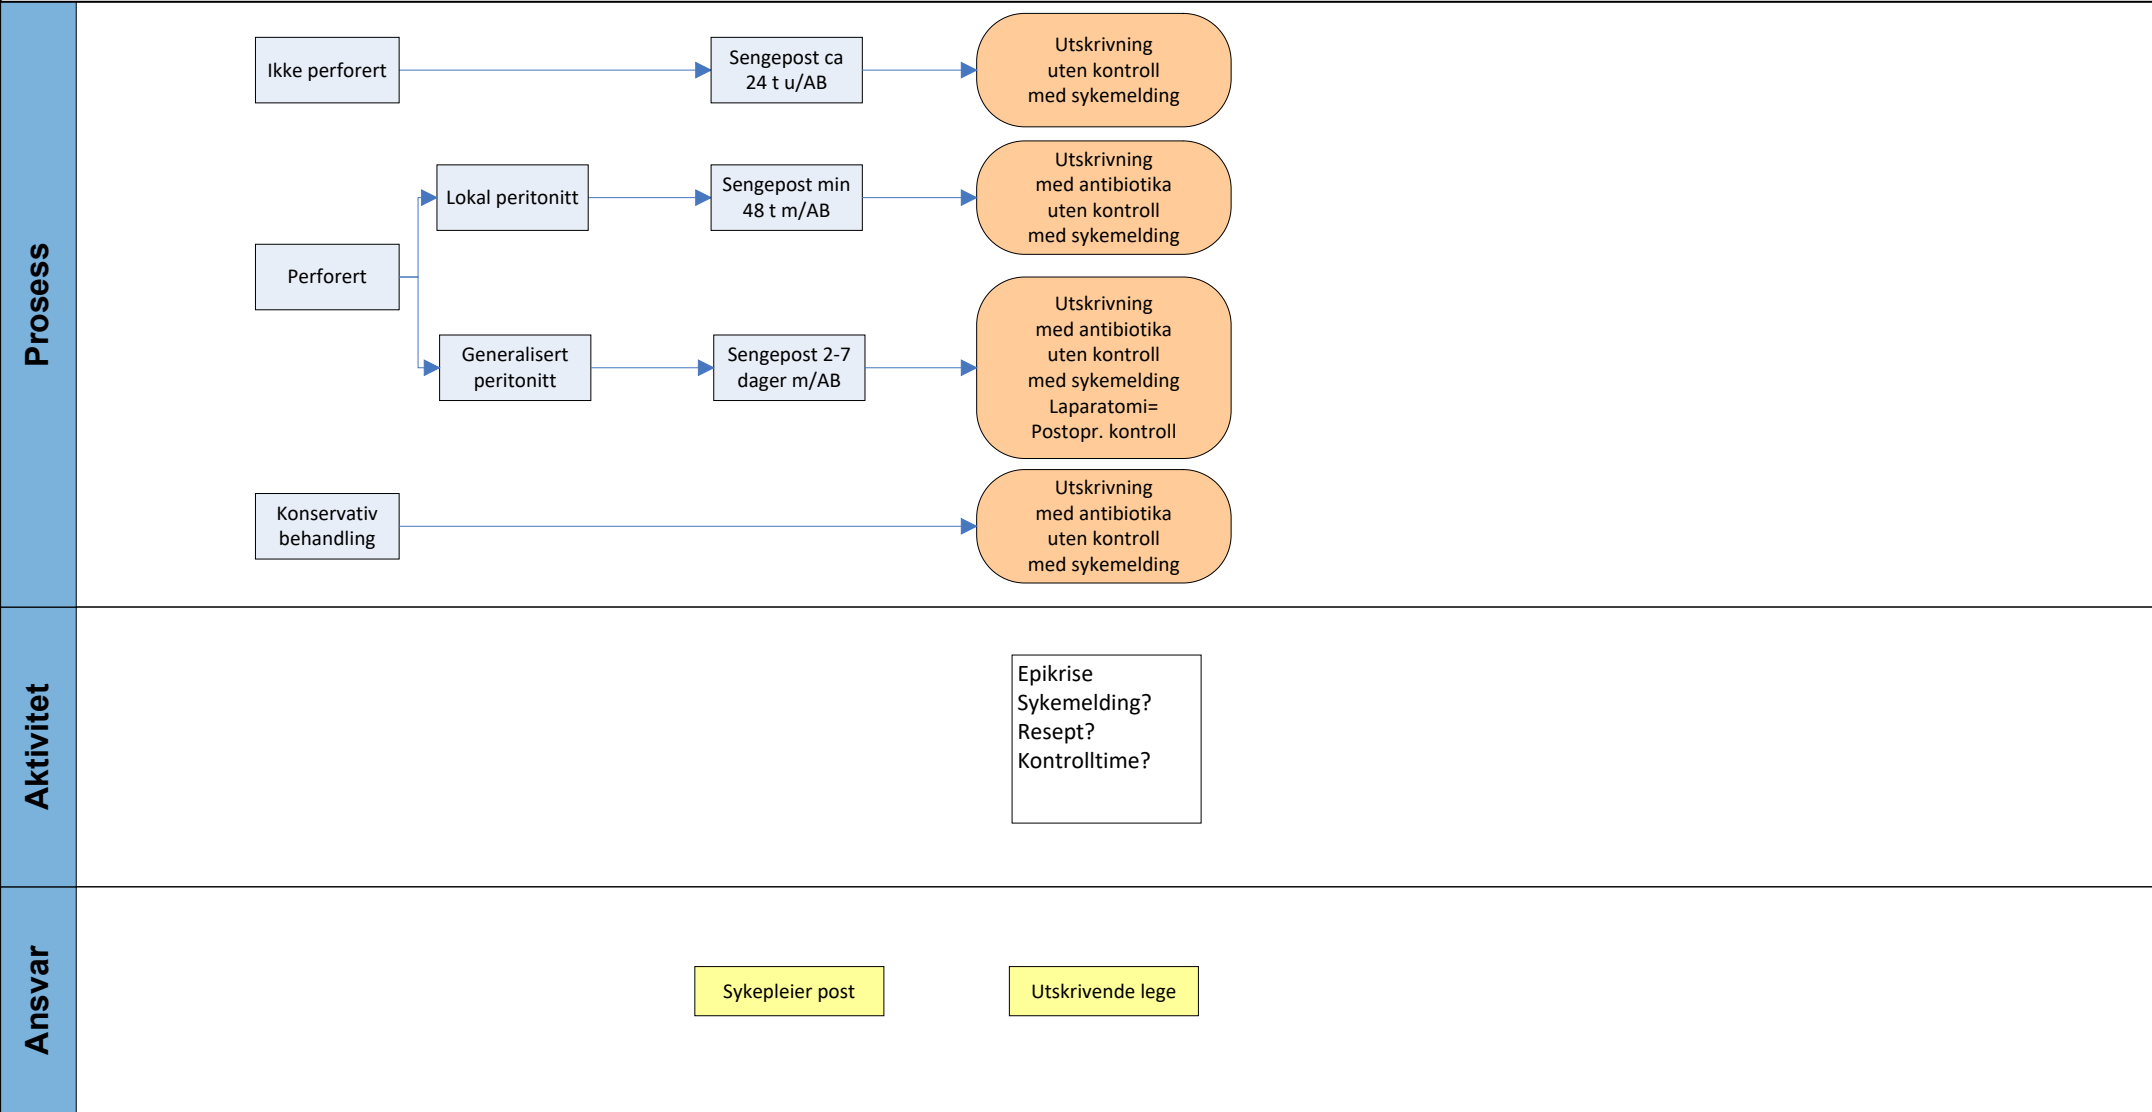 Prosess
Ikke perforert
Sengepost ca
24 t u/AB
Utskrivning
uten kontroll
med sykemelding
Perforert
Lokal peritonitt
Sengepost min
48 t m/AB
Utskrivning
med antibiotika
uten kontroll
med sykemelding
Generalisert
peritonitt
Sengepost 2-7
dager m/AB
Utskrivning
med antibiotika
uten kontroll
med sykemelding
Laparatomi=
Postopr. kontroll
Konservativ
behandling
Utskrivning
med antibiotika
uten kontroll
med sykemelding
Aktivitet
Epikrise
Sykemelding?
Resept?
Kontrolltime?
Ansvar
Sykepleier post
Utskrivende lege